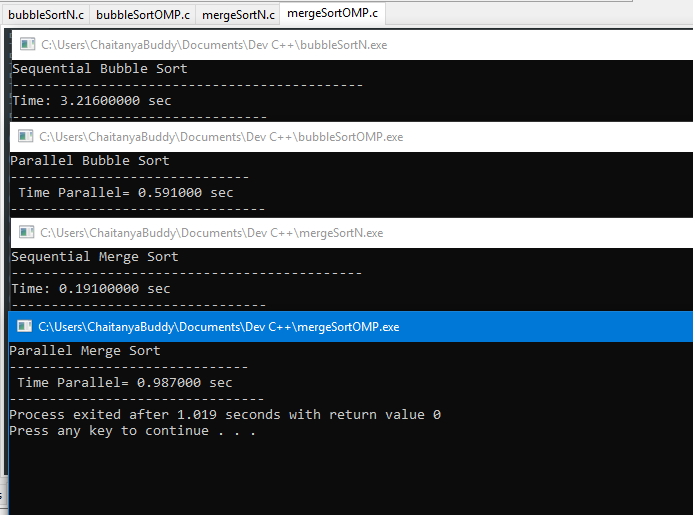 bubbleSortN.c bubbleSortOMP.c mergeSortN.c mergeSortOMP.c
C:\Users\ChaitanyaBuddy\Documents\Dev C++\bubbleSortN.exe
Sequential Bubble Sort
-------------------------------------------
Time: 3.21600000 sec
-------------------------------
C:\Users\ChaitanyaBuddy\Documents\Dev C++\bubbleSortOMP.exe
Parallel Bubble Sort
-----------------------------
 Time Parallel= 0.591000 sec
-------------------------------
C:\Users\ChaitanyaBuddy\Documents\Dev C++\mergeSortN.exe
Sequential Merge Sort
-------------------------------------------
Time: 0.19100000 sec
-------------------------------
C:\Users\ChaitanyaBuddy\Documents\Dev C++\mergeSortOMP.exe
Parallel Merge Sort
-----------------------------
 Time Parallel= 0.987000 sec
-------------------------------
Process exited after 1.019 seconds with return value 0
Press any key to continue . . .